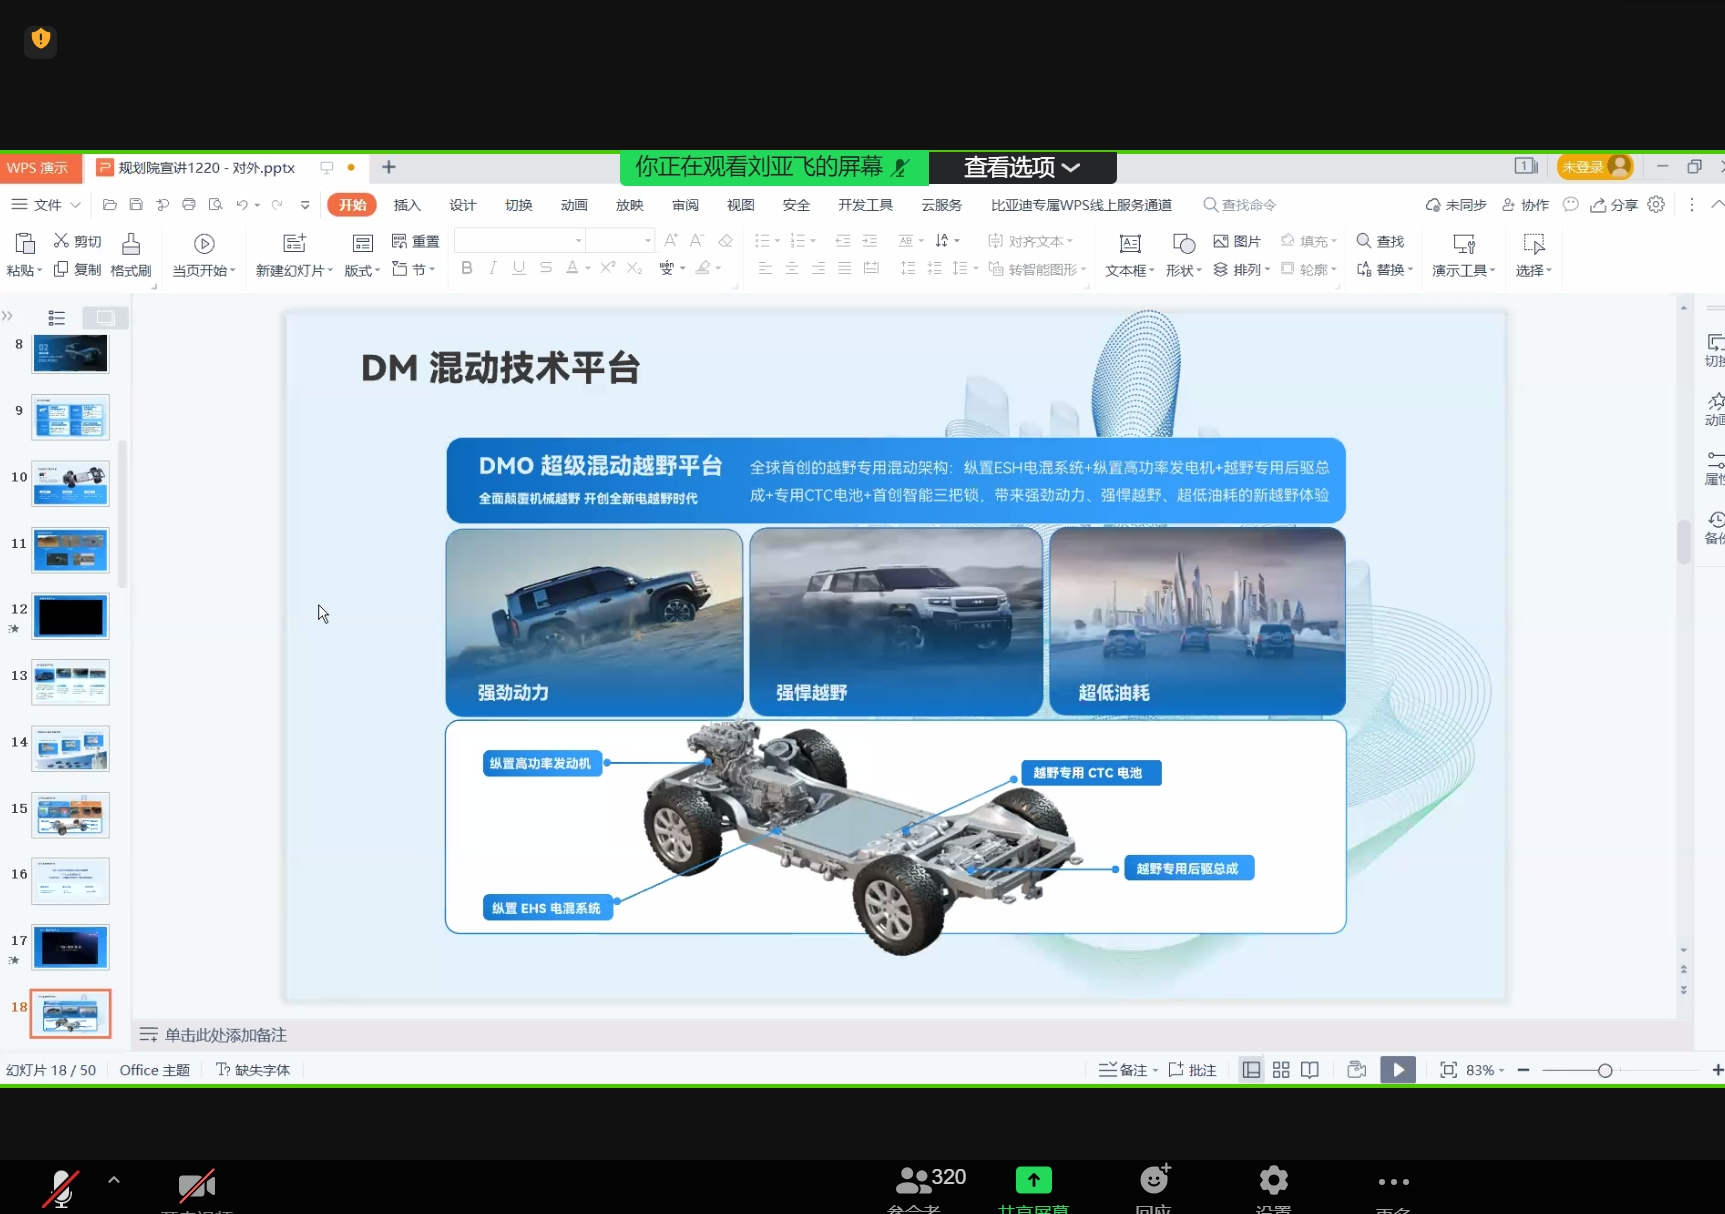 你正在观看刘亚飞的屏幕
查看选项
WPS 演示
规划院宣讲1220 - 对外.pptx
未登录
文件
开始
插入
设计
切换
动画
放映
审阅
视图
安全
开发工具
云服务
比亚迪专属WPS线上服务通道
查找命令
未同步
协作
分享
剪切
重置
对齐文本
图片
填充
查找
粘贴
复制
格式刷
当页开始
新建幻灯片
版式
节
转智能图形
文本框
形状
排列
轮廓
替换
演示工具
选择
8
9
10
11
12
13
14
15
16
17
18
DM 混动技术平台
DMO 超级混动越野平台
全面颠覆机械越野 开创全新电越野时代
全球首创的越野专用混动架构：纵置ESH电混系统+纵置高功率发电机+越野专用后驱总
成+专用CTC电池+首创智能三把锁，带来强劲动力、强悍越野、超低油耗的新越野体验
强劲动力
强悍越野
超低油耗
纵置高功率发动机
越野专用 CTC 电池
越野专用后驱总成
纵置 EHS 电混系统
单击此处添加备注
幻灯片 18 / 50
Office 主题
缺失字体
备注
批注
83%
320
共享屏幕
回应
设置
更多